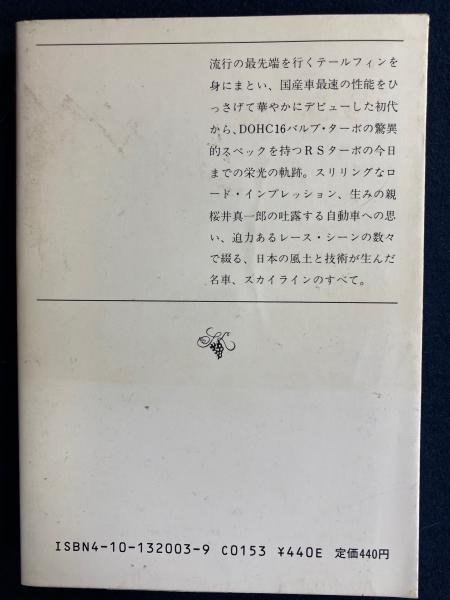 流行の最先端を行くテールフィンを
身にまとい、国産車最速の性能をひ
っさげて華やかにデビューした初代
から、DOHC16バルブ・ターボの驚異
的スペックを持つRSターボの今日
までの栄光の軌跡。スリリングなロ
ード・インプレッション、生みの親
桜井真一郎の吐露する自動車への思
い、迫力あるレース・シーンの数々
で綴る、日本の風土と技術が生んだ
名車、スカイラインのすべて。
ISBN4-10-132003-9 C0153 ¥440E 定価440円